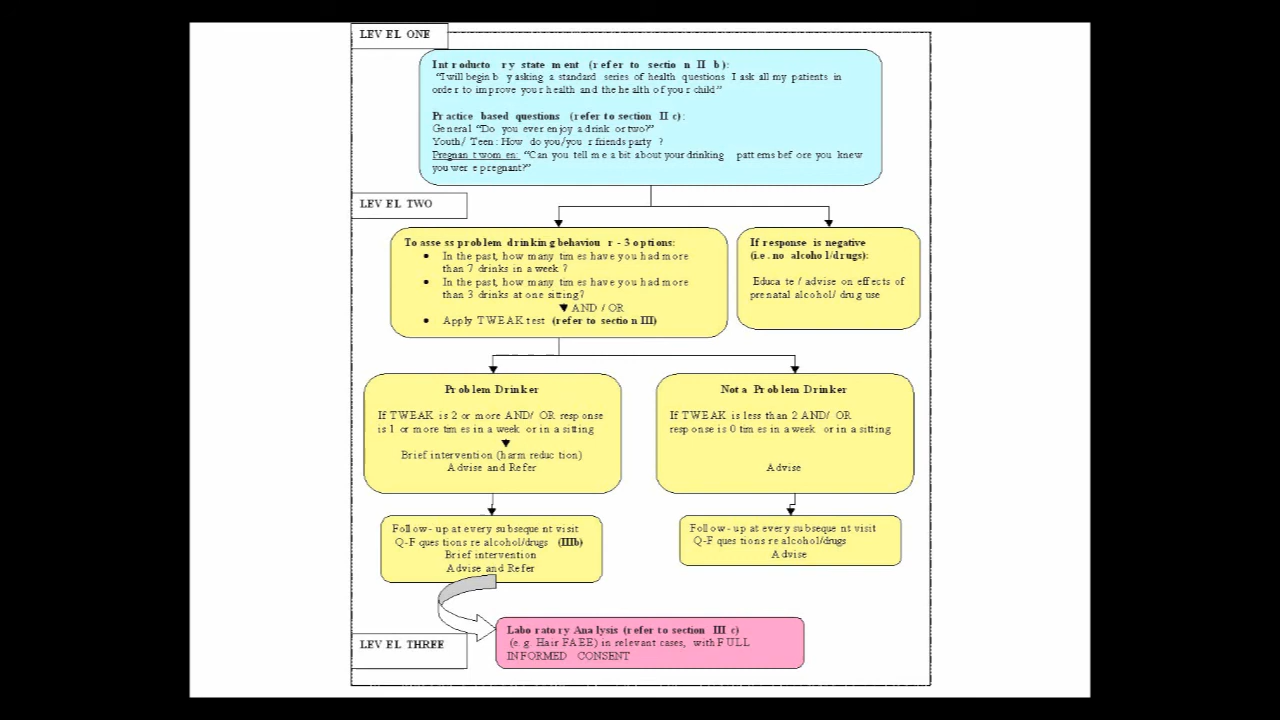 LEVEL ONE
Introductory statement (refer to section II b):
"I will begin by asking a standard series of health questions I ask all my patients in
order to improve your health and the health of your child"
Practice based questions (refer to section II c):
General "Do you ever enjoy a drink or two?"
Youth/ Teen: How do you/your friends party ?
Pregnant women: "Can you tell me a bit about your drinking patterns before you knew
you were pregnant?"
LEVEL TWO
To assess problem drinking behaviour - 3 options:
• In the past, how many times have you had more
than 7 drinks in a week ?
• In the past, how many times have you had more
than 3 drinks at one sitting?
AND / OR
• Apply TWEAK test (refer to section III)
If response is negative
(i.e. no alcohol/drugs):
Educate / advise on effects of
prenatal alcohol/ drug use
Problem Drinker
If TWEAK is 2 or more AND/ OR response
is 1 or more times in a week or in a sitting
Brief intervention (harm reduction)
Advise and Refer
Not a Problem Drinker
If TWEAK is less than 2 AND/ OR
response is 0 times in a week or in a sitting
Advise
Follow-up at every subsequent visit
Q-F questions re alcohol/drugs (IIIb)
Brief intervention
Advise and Refer
Follow-up at every subsequent visit
Q-F questions re alcohol/drugs
Advise
LEVEL THREE
Laboratory Analysis (refer to section III c)
(e.g. Hair FAEE) in relevant cases, with FULL
INFORMED CONSENT